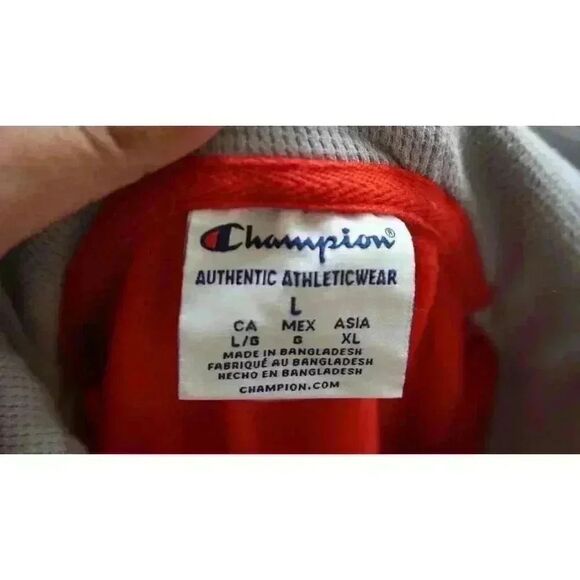 Champion®
AUTHENTIC ATHLETICWEAR
L
CA MEX ASIA
L/G G XL
MADE IN BANGLADESH
FABRIQUÉ AU BANGLADESH
HECHO EN BANGLADESH
CHAMPION.COM